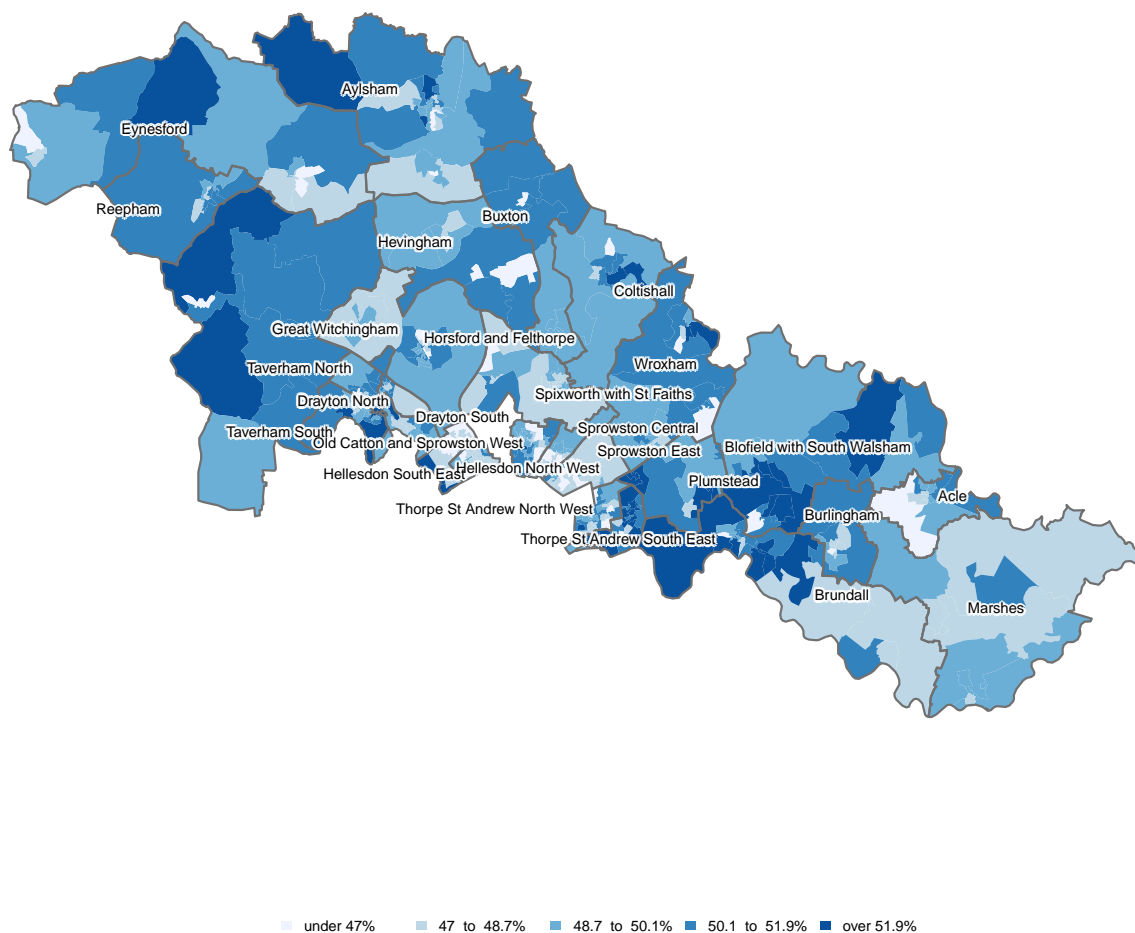 Aylsham
Eynesford
Reepham
Buxton
Hevingham
Coltishall
Great Witchingham
Horsford and Felthorpe
Wroxham
Taverham North
Spixworth with St Faiths
Drayton North
Drayton South
Sprowston Central
Taverham South
Old Catton and Sprowston West
Sprowston East
Blofield with South Walsham
Hellesdon North West
Hellesdon South East
Plumstead
Acle
Thorpe St Andrew North West
Burlingham
Thorpe St Andrew South East
Brundall
Marshes
under 47% 47 to 48.7% 48.7 to 50.1% 50.1 to 51.9% over 51.9%